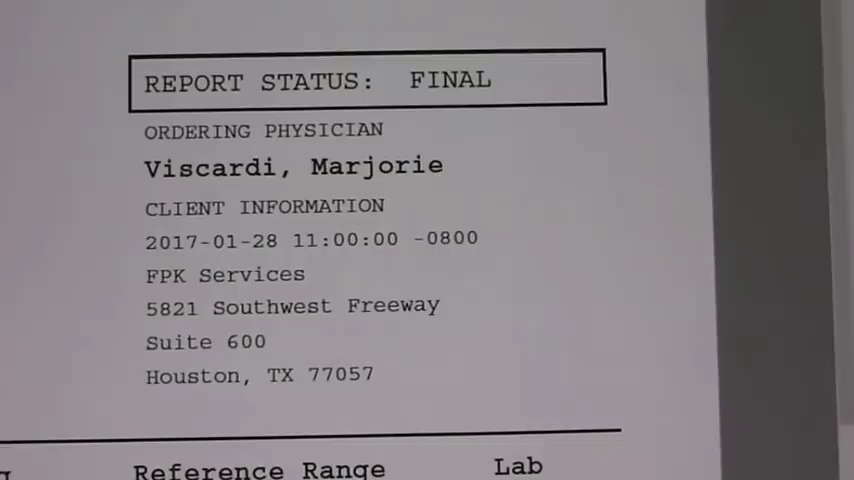 REPORT STATUS: FINAL
ORDERING PHYSICIAN
Viscardi, Marjorie
CLIENT INFORMATION
2017-01-28 11:00:00 -0800
FPK Services
5821 Southwest Freeway
Suite 600
Houston, TX 77057
Reference Range Lab